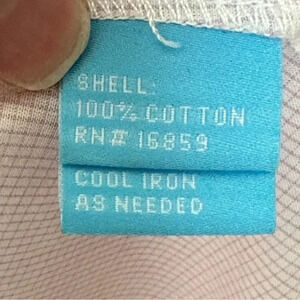 SHELL:
100% COTTON
RN# 16859
COOL IRON
AS NEEDED